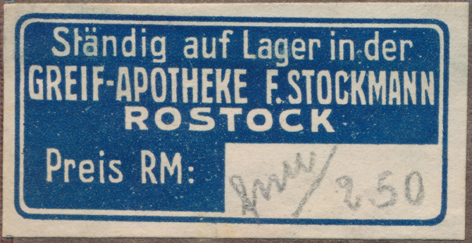 Ständig auf Lager in der
GREIF-APOTHEKE F. STOCKMANN
ROSTOCK
Preis RM: 2.50